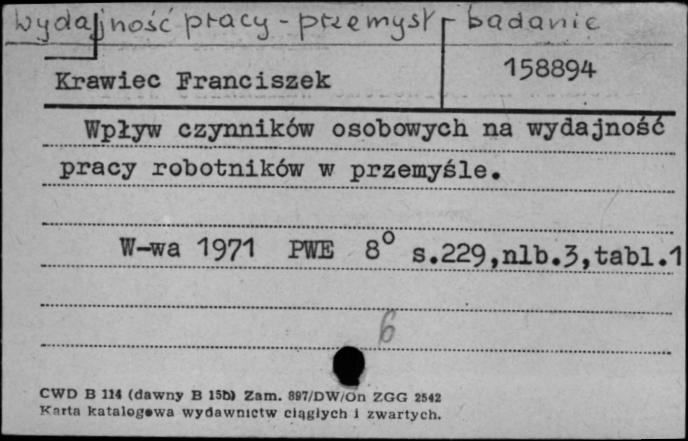 Wydajność pracy - przemysł - badanie
Krawiec Franciszek
158894
Wpływ czynników osobowych na wydajność
pracy robotników w przemyśle.
W-wa 1971 PWE 8° s.229,nlb.3,tabl.1
6
CWD B 114 (dawny B 15b) Zam. 897/DW/On ZGG 2542
Karta katalogowa wydawnictw ciągłych i zwartych.